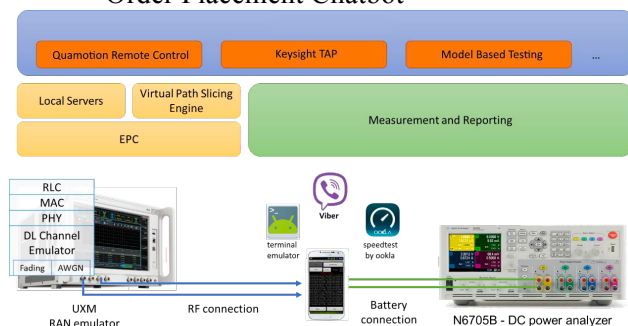 Order Placement Chatbot
Quamotion Remote Control
Keysight TAP
Model Based Testing
...
Local Servers
Virtual Path Slicing
Engine
EPC
Measurement and Reporting
RLC
MAC
PHY
DL Channel
Emulator
Fading
AWGN
Viber
terminal
emulator
OOKLA
speedtest
by ookla
UXM
RAN emulator
RF connection
Battery
connection
N6705B - DC power analyzer